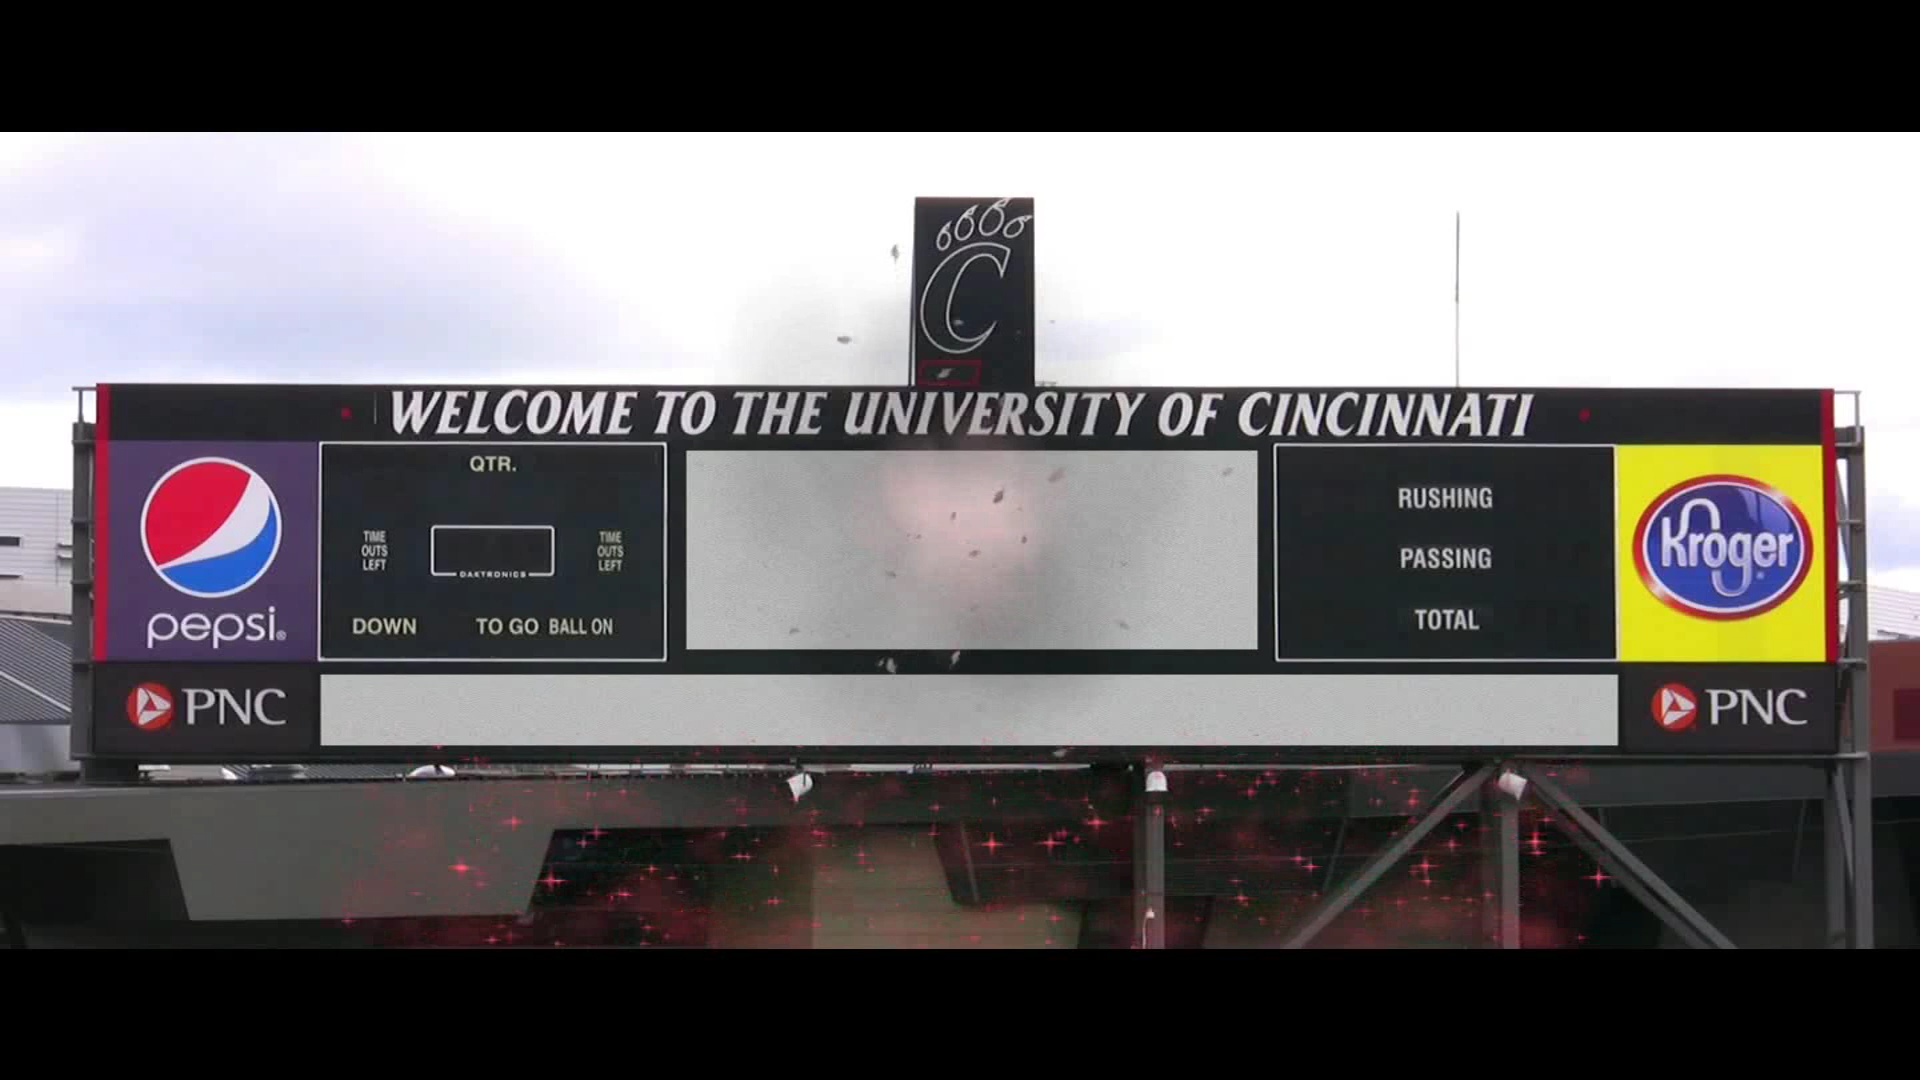 C
WELCOME TO THE UNIVERSITY OF CINCINNATI
QTR.
TIME
OUTS
LEFT
DAKTRONICS
TIME
OUTS
LEFT
DOWN TO GO BALL ON
RUSHING
PASSING
TOTAL
pepsi®
Kroger
PNC
PNC